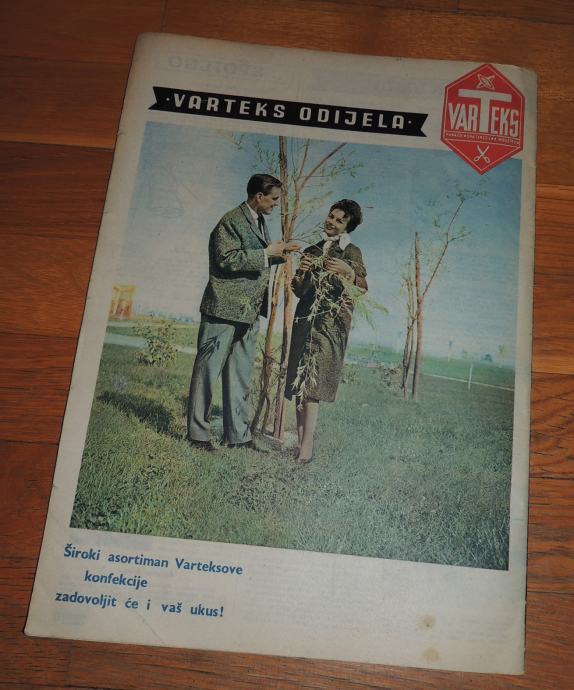 ·VARTEKS ODIJELA·
VARTEKS
Široki asortiman Varteksove
konfekcije
zadovoljit će i vaš ukus!